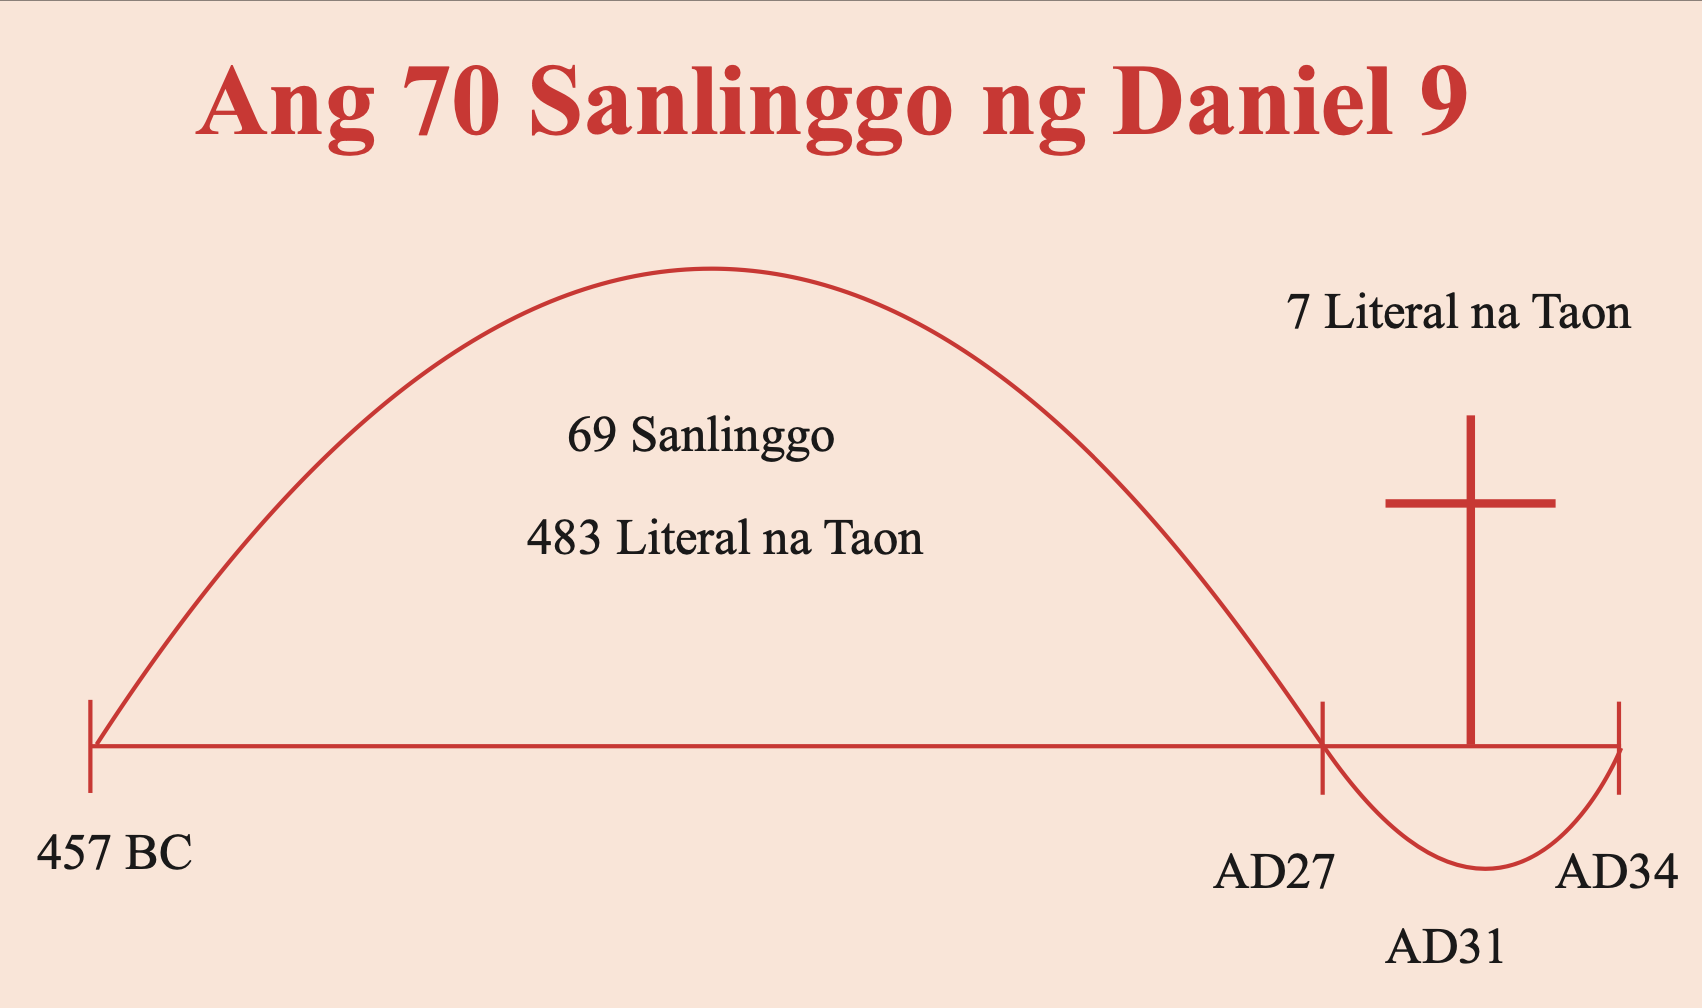 Ang 70 Sanlinggo ng Daniel 9
7 Literal na Taon
69 Sanlinggo
483 Literal na Taon
457 BC
AD27
AD34
AD31